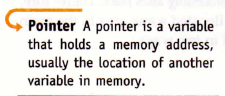 Pointer A pointer is a variable
that holds a memory address,
usually the location of another
variable in memory.